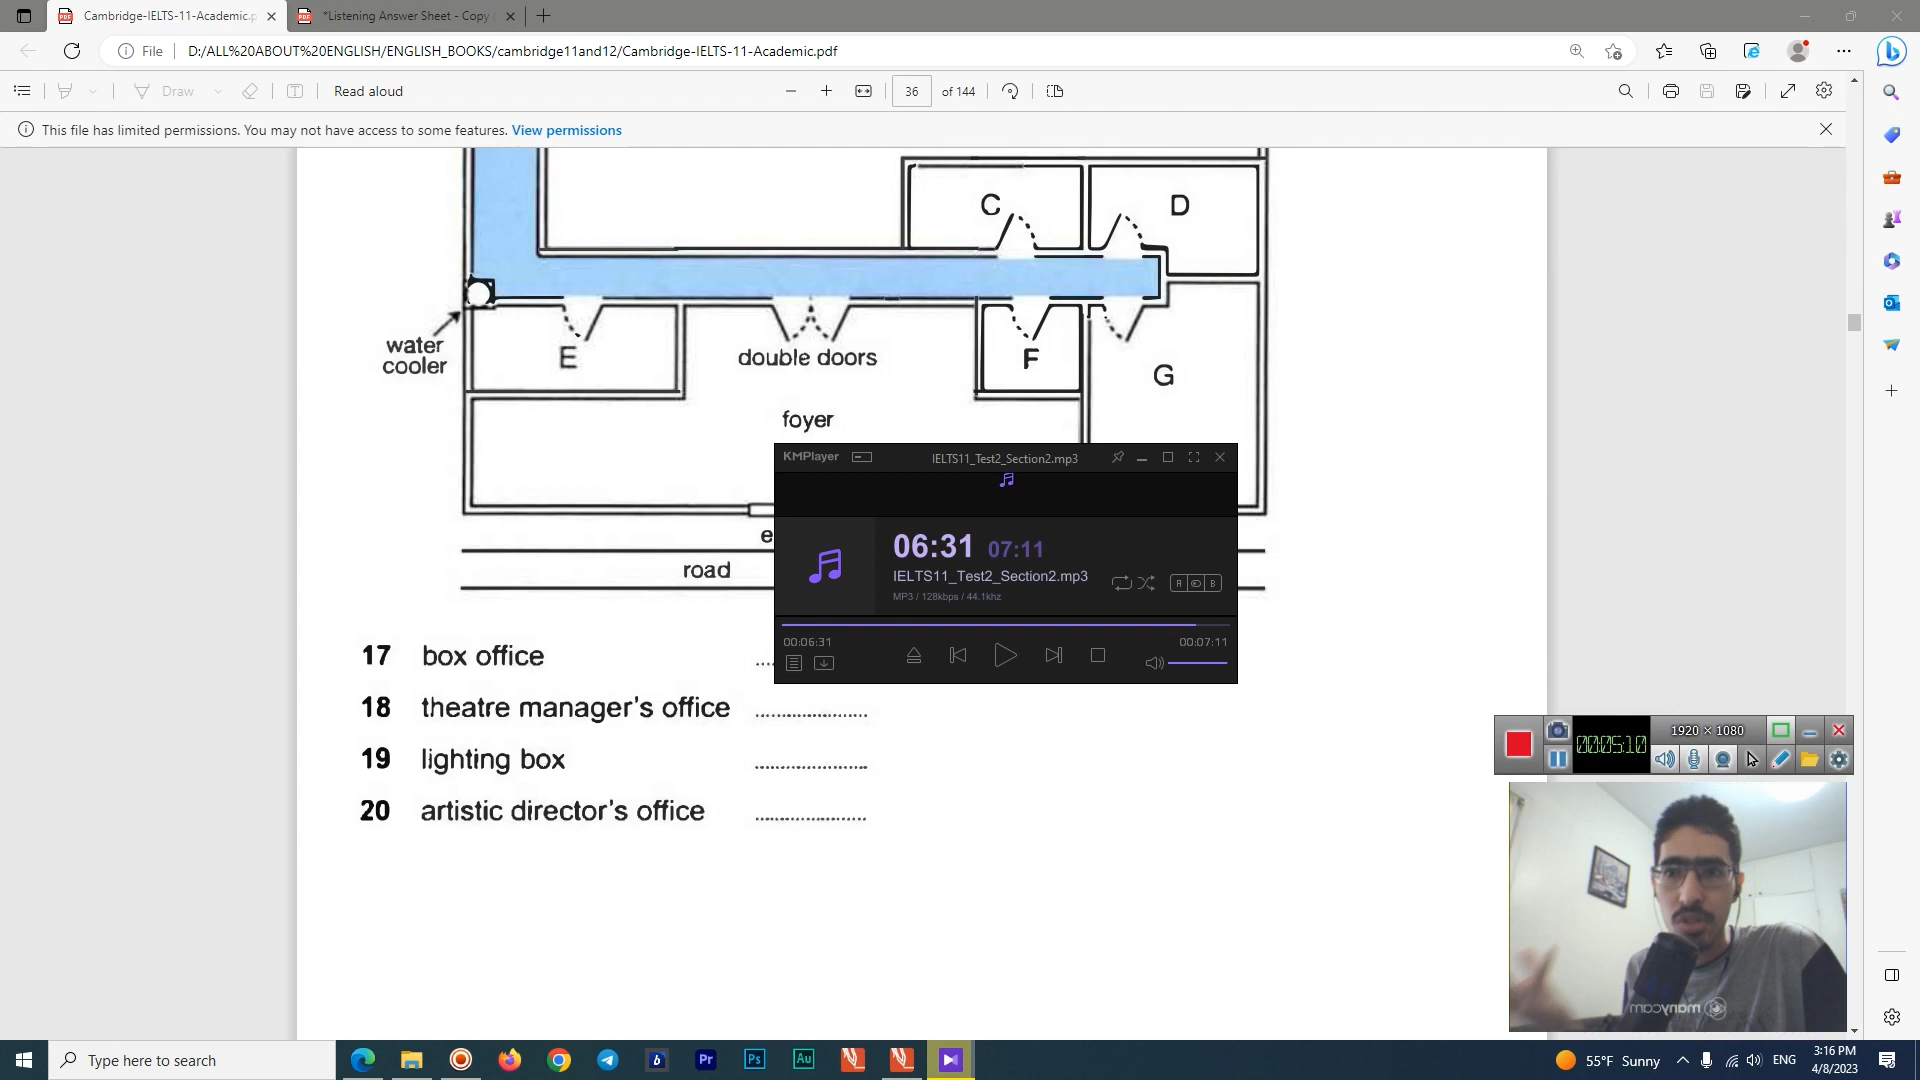 Cambridge-IELTS-11-Academic.p
*Listening Answer Sheet - Copy
File
D:/ALL%20ABOUT%20ENGLISH/ENGLISH_BOOKS/cambridge11and12/Cambridge-IELTS-11-Academic.pdf
Draw
Read aloud
36 of 144
This file has limited permissions. You may not have access to some features. View permissions
C
D
water cooler
E
double doors
F
G
foyer
KMPlayer
IELTS11_Test2_Section2.mp3
06:31 07:11
IELTS11_Test2_Section2.mp3
MP3 / 128kbps / 44.1khz
A B
00:06:31
00:07:11
e
road
17 box office ....
18 theatre manager's office ......................
19 lighting box ......................
20 artistic director's office ......................
1920 × 1080
00:05:10
manycam
Type here to search
b
Pr
Ps
Au
55°F Sunny
ENG
3:16 PM
4/8/2023